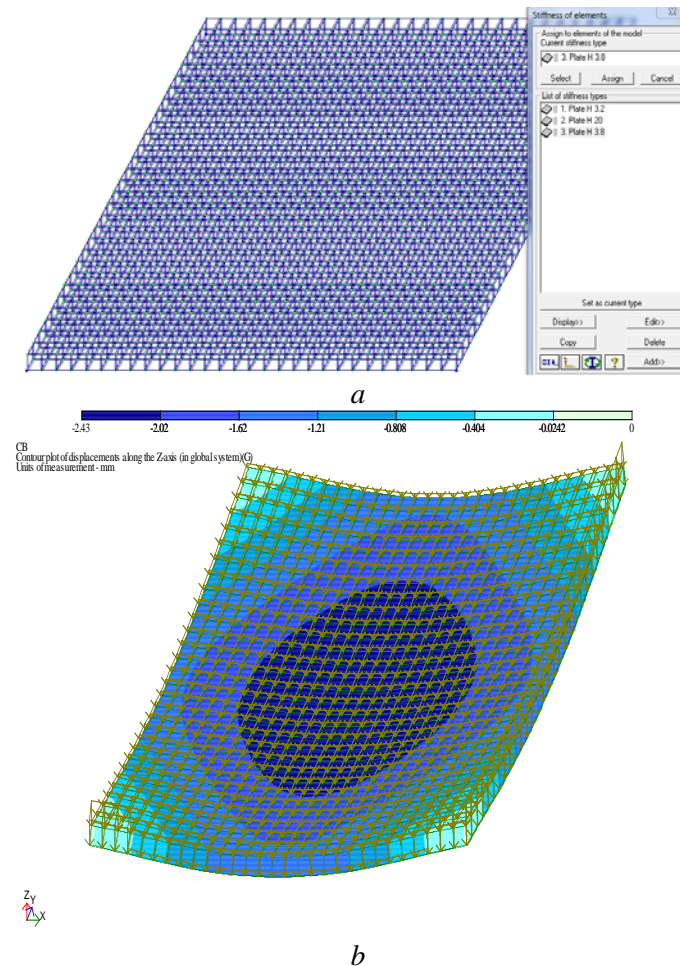 Stiffness of elements
Assign to elements of the model
Current stiffness type
3. Plate H 3.8
Select Assign Cancel
List of stiffness types
1. Plate H 3.2
2. Plate H 20
3. Plate H 3.8
Set as current type
Display>> Edit>>
Copy Delete
? Add>>
a
-2.43 -2.02 -1.62 -1.21 -0.808 -0.404 -0.0242 0
CB
Contour plot of displacements along the Z-axis (in global system)(G)
Units of measurement - mm
Z
Y
X
b